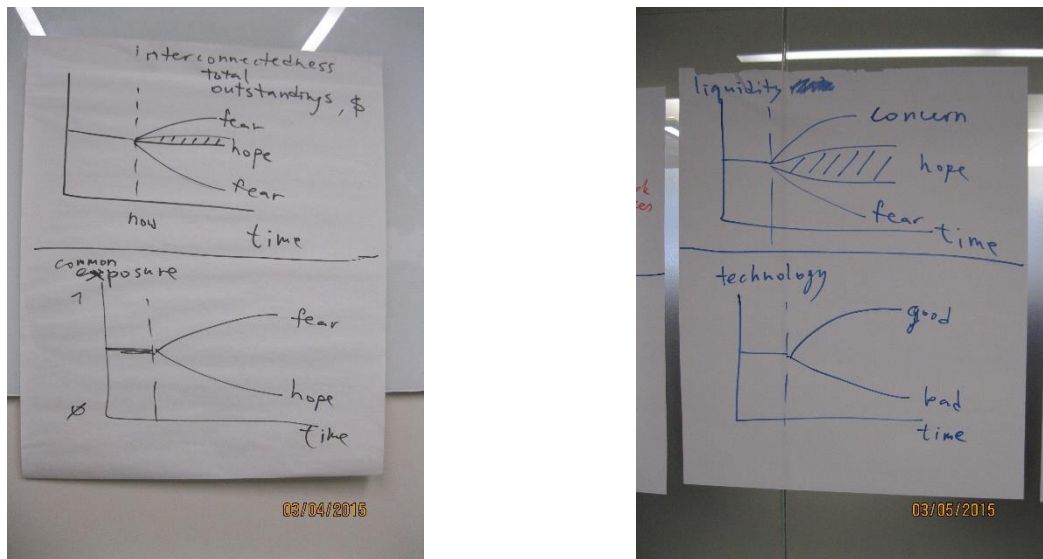 interconnectedness
total
outstandings, $
fear
hope
fear
now
time
common
exposure
1
fear
hope
0
time
03/04/2015
liquidity
concern
hope
fear
time
technology
good
bad
time
03/05/2015